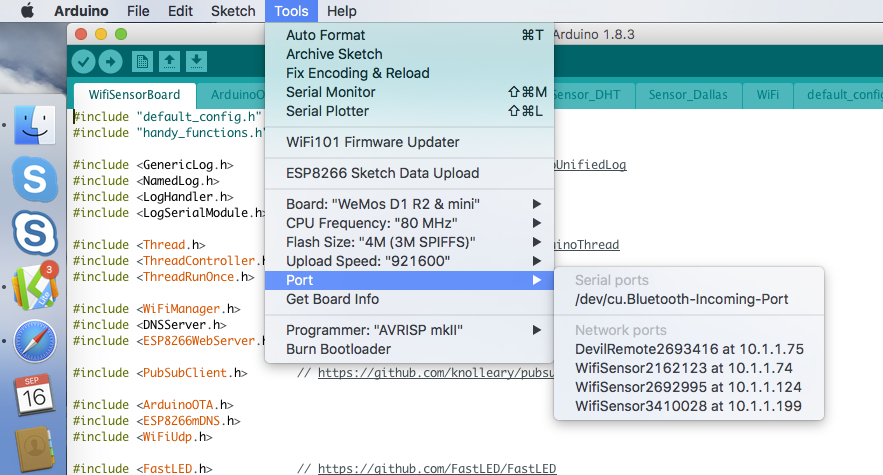 Arduino File Edit Sketch Tools Help
Arduino 1.8.3
WifiSensorBoard
Sensor_DHT
Sensor_Dallas
WiFi
Auto Format ⌘T
Archive Sketch
Fix Encoding & Reload
Serial Monitor ⇧⌘M
Serial Plotter ⇧⌘L
WiFi101 Firmware Updater
ESP8266 Sketch Data Upload
Board: "WeMos D1 R2 & mini"
CPU Frequency: "80 MHz"
Flash Size: "4M (3M SPIFFS)"
Upload Speed: "921600"
Port
Get Board Info
Programmer: "AVRISP mkII"
Burn Bootloader
Serial ports
/dev/cu.Bluetooth-Incoming-Port
Network ports
DevilRemote2693416 at 10.1.1.75
WifiSensor2162123 at 10.1.1.74
WifiSensor2692995 at 10.1.1.124
WifiSensor3410028 at 10.1.1.199
#include "default_config.h"
#include "handy_functions.h"
#include <GenericLog.h>
UnifiedLog
#include <NamedLog.h>
#include <LogHandler.h>
#include <LogSerialModule.h>
#include <Thread.h>
inoThread
#include <ThreadController.
#include <ThreadRunOnce.h>
#include <WiFiManager.h>
#include <DNSServer.h>
#include <ESP8266WebServer.h
#include <PubSubClient.h> // https://github.com/knolleary/pubsu
#include <ArduinoOTA.h>
#include <ESP8266mDNS.h>
#include <WiFiUdp.h>
#include <FastLED.h> // https://github.com/FastLED/FastLED
3
SEP
16